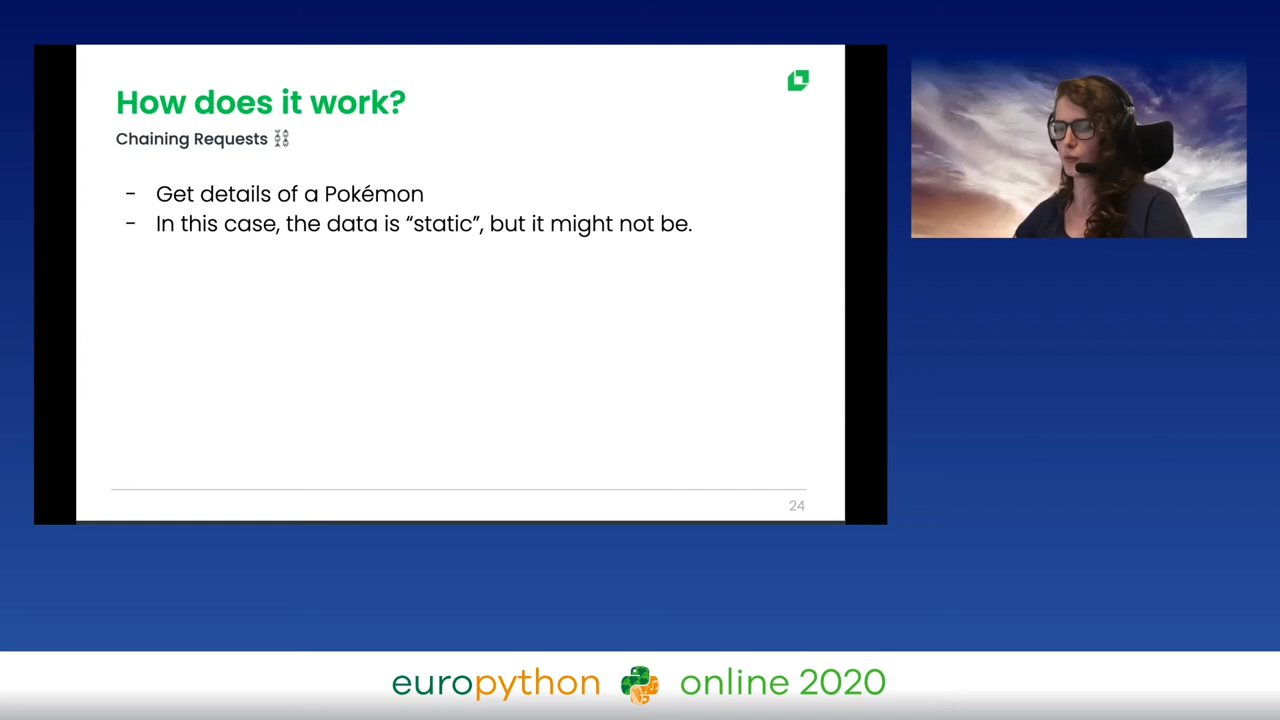 How does it work?
Chaining Requests ⛓️
- Get details of a Pokémon
- In this case, the data is “static”, but it might not be.
24
europython online 2020